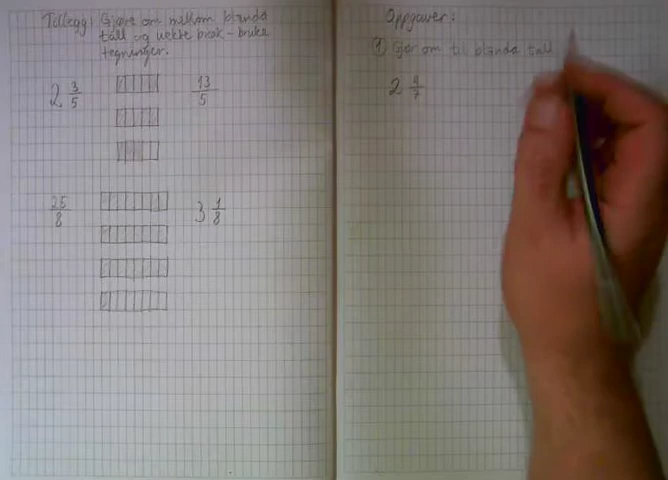 Tillegg: Gjøre om mellom blanda
tall og uekte brøk - bruke
tegninger.
2 3/5
13/5
25/8
3 1/8
Oppgaver:
① Gjør om til blanda tall
2 4/7